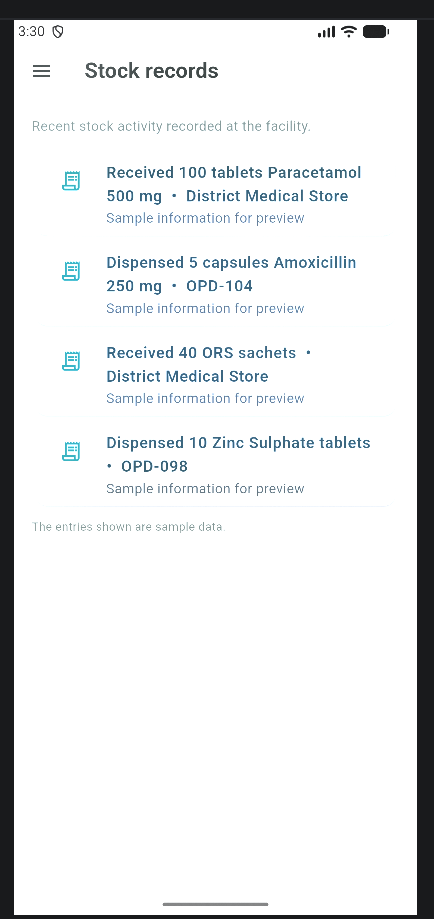 3:30
Stock records
Recent stock activity recorded at the facility.
Received 100 tablets Paracetamol
500 mg • District Medical Store
Sample information for preview
Dispensed 5 capsules Amoxicillin
250 mg • OPD-104
Sample information for preview
Received 40 ORS sachets •
District Medical Store
Sample information for preview
Dispensed 10 Zinc Sulphate tablets
• OPD-098
Sample information for preview
The entries shown are sample data.